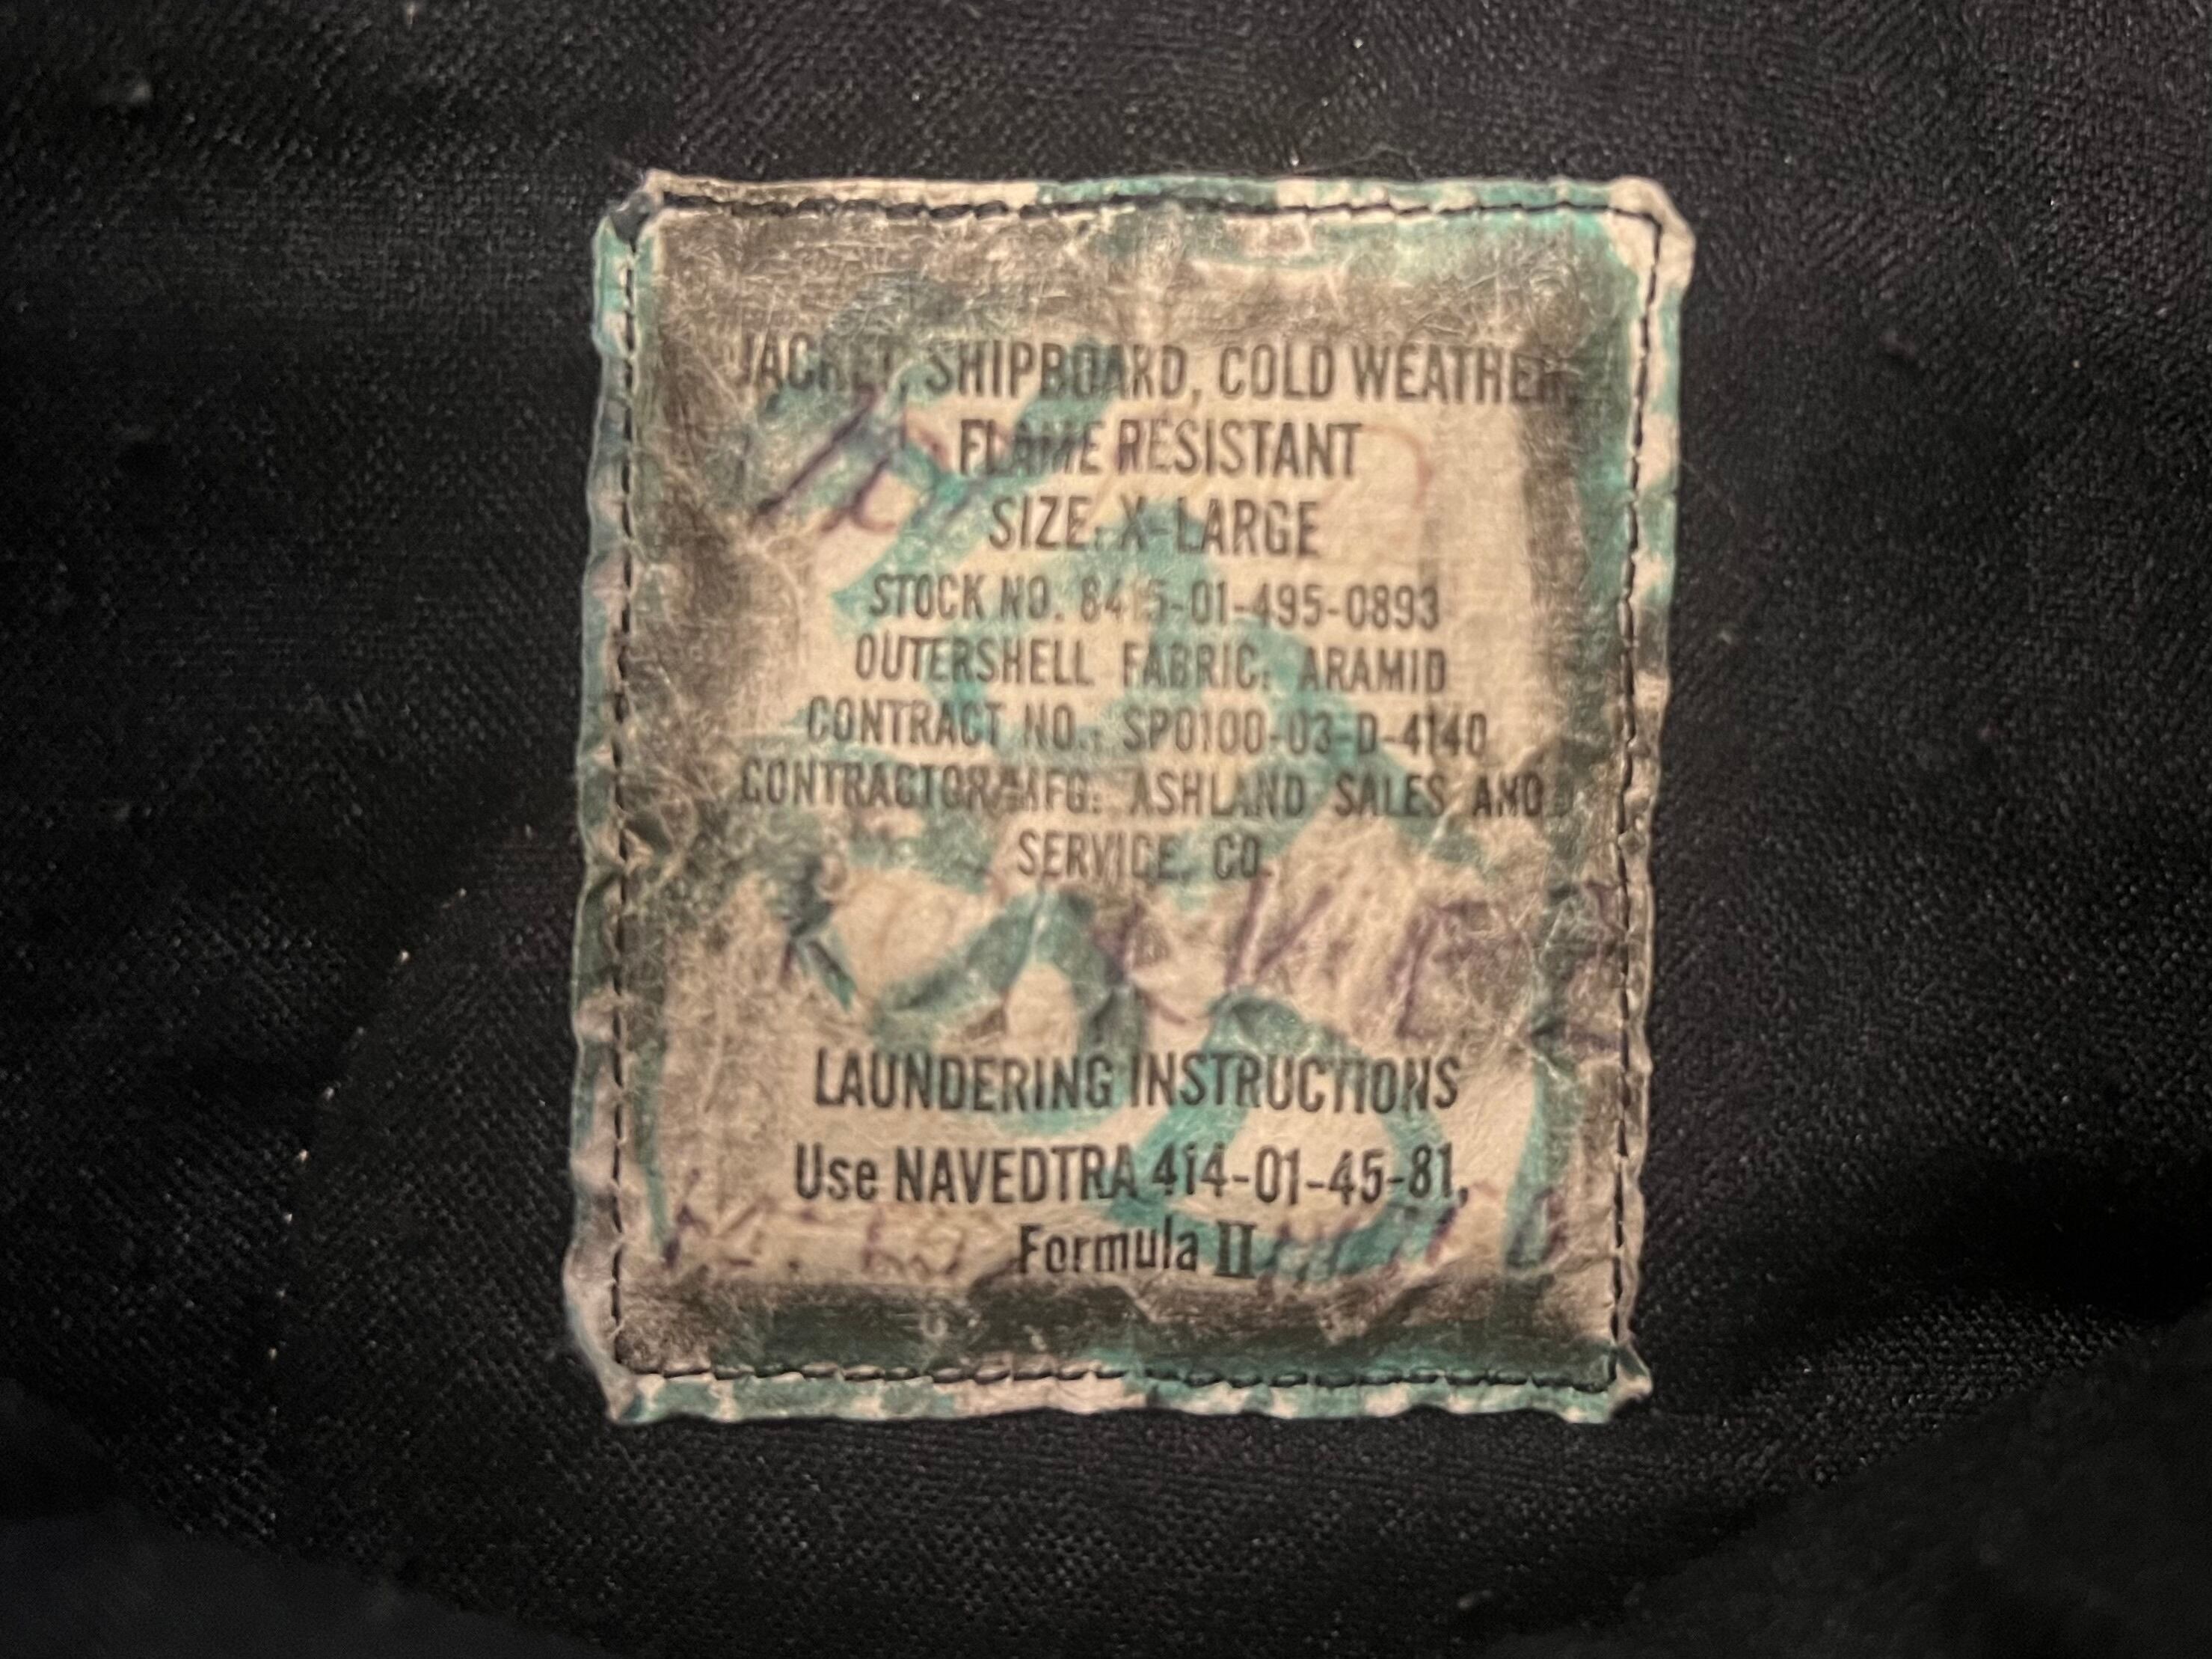 JACKET, SHIPBOARD, COLD WEATHER
FLAME RESISTANT
SIZE: X-LARGE
STOCK NO. 8415-01-495-0893
OUTERSHELL FABRIC: ARAMID
CONTRACT NO.: SP0100-03-D-4140
CONTRACTOR/MFG: ASHLAND SALES AND
SERVICE, CO.
LAUNDERING INSTRUCTIONS
Use NAVEDTRA 414-01-45-81,
Formula II